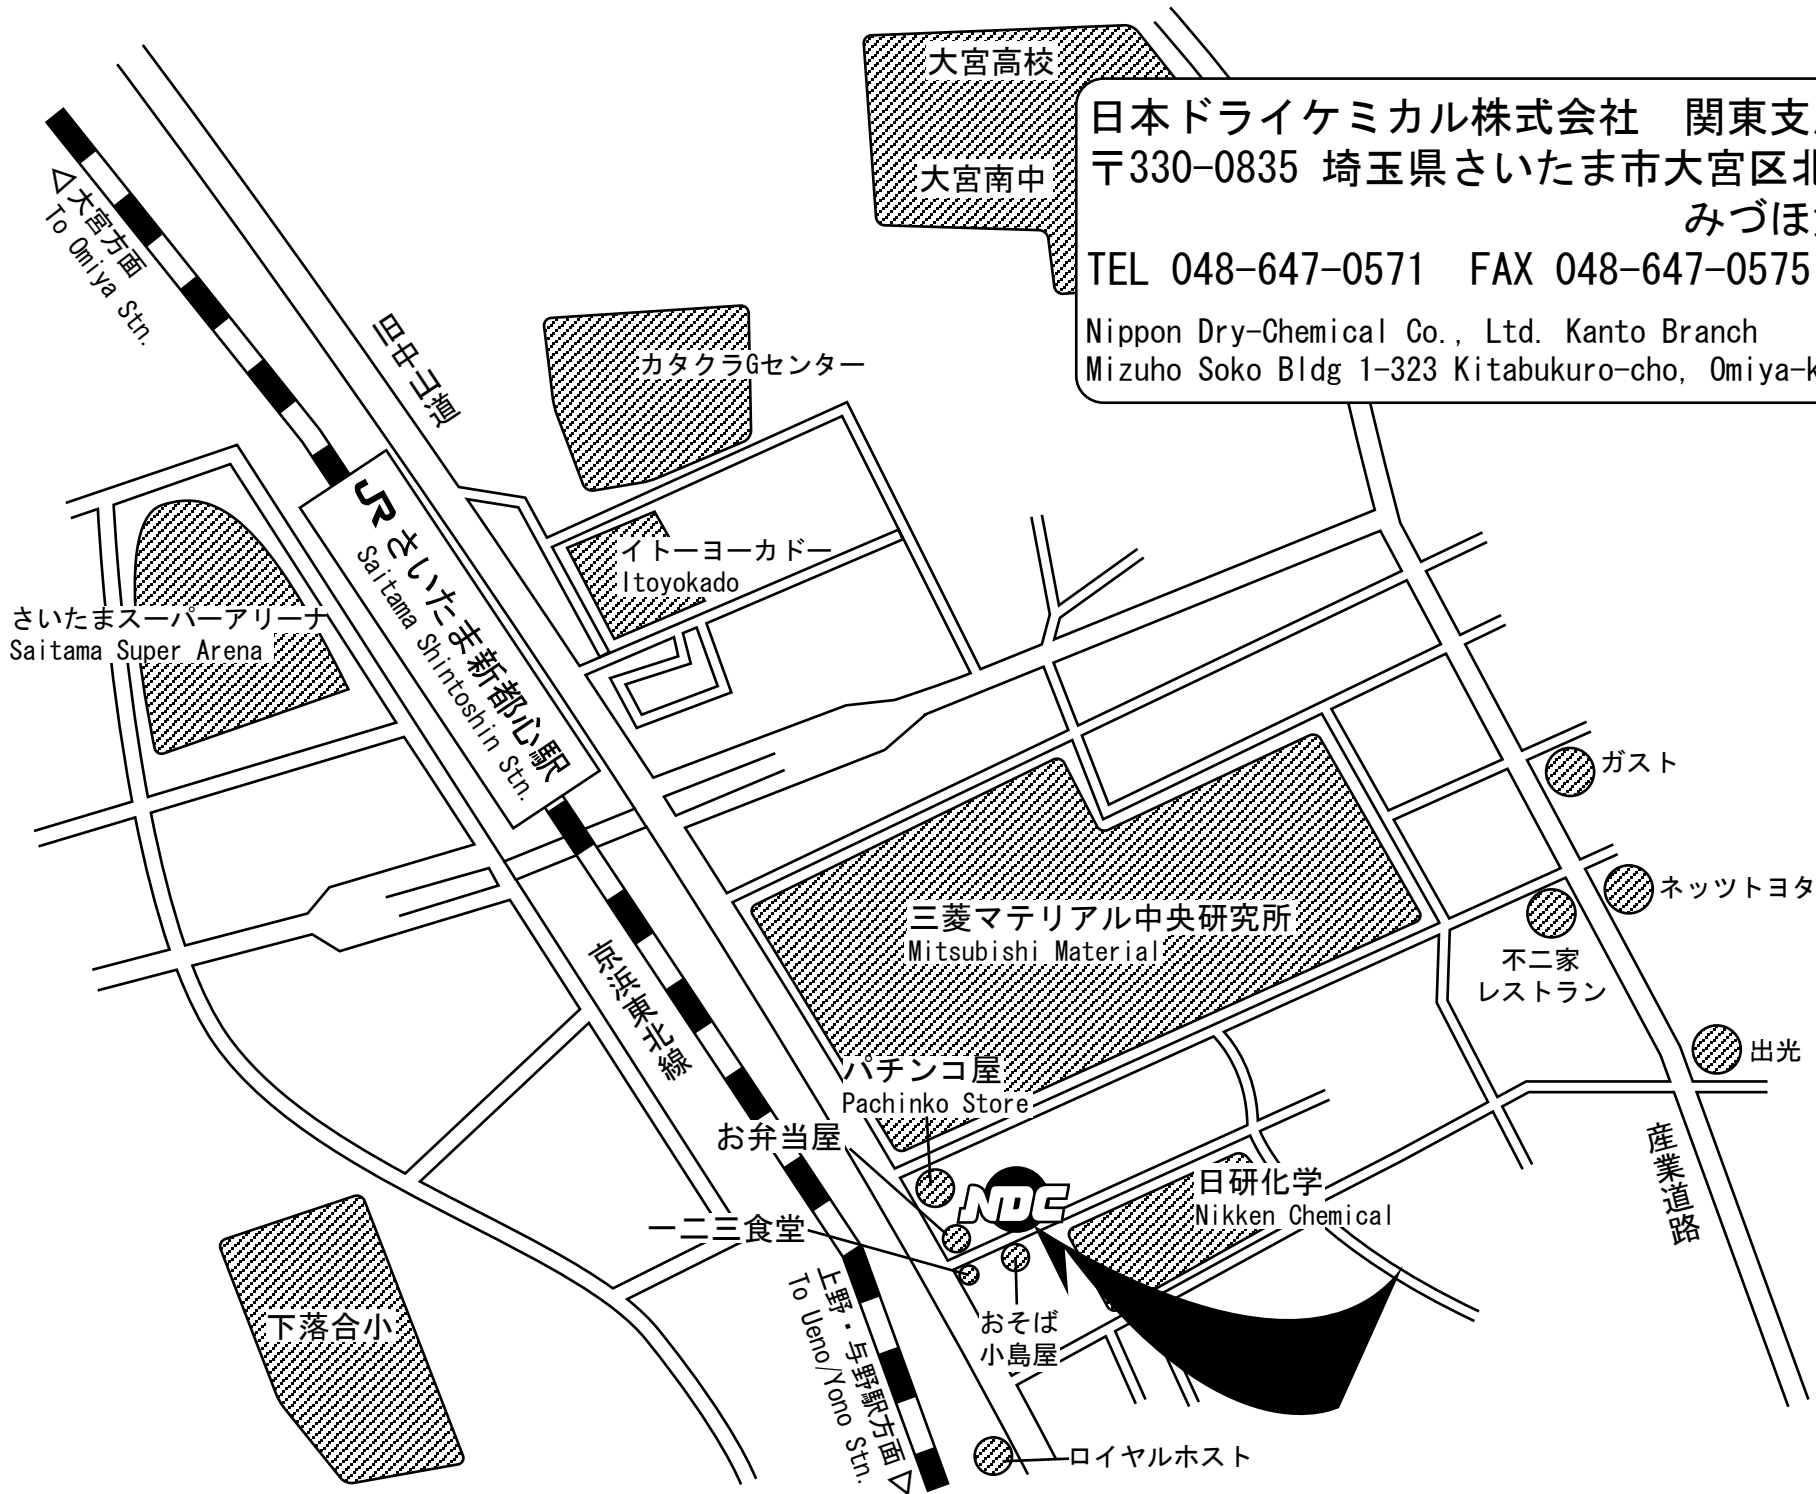 大宮高校
大宮南中
日本ドライケミカル株式会社 関東支
〒330-0835 埼玉県さいたま市大宮区北
みづほ
TEL 048-647-0571 FAX 048-647-0575
Nippon Dry-Chemical Co., Ltd. Kanto Branch
Mizuho Soko Bldg 1-323 Kitabukuro-cho, Omiya-k
△大宮方面
To Omiya Stn.
旧中山道
カタクラGセンター
イトーヨーカドー
Itoyokado
JR さいたま新都心駅
Saitama Shintoshin Stn.
さいたまスーパーアリーナ
Saitama Super Arena
ガスト
ネッツトヨタ
不二家
レストラン
出光
三菱マテリアル中央研究所
Mitsubishi Material
京浜東北線
パチンコ屋
Pachinko Store
お弁当屋
NDC
日研化学
Nikken Chemical
産業道路
一二三食堂
上野・与野駅方面▷
To Ueno/Yono Stn.
おそば
小島屋
下落合小
ロイヤルホスト